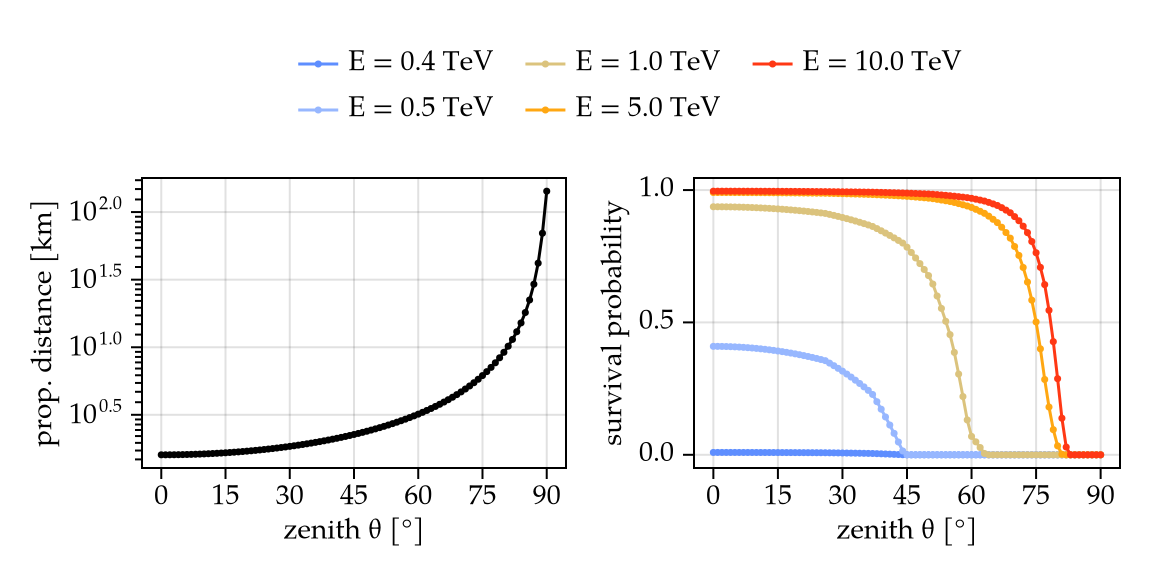 E = 0.4 TeV E = 1.0 TeV E = 10.0 TeV
E = 0.5 TeV E = 5.0 TeV
prop. distance [km]
10^2.0
10^1.5
10^1.0
10^0.5
0 15 30 45 60 75 90
zenith θ [°]
survival probability
1.0
0.5
0.0
0 15 30 45 60 75 90
zenith θ [°]